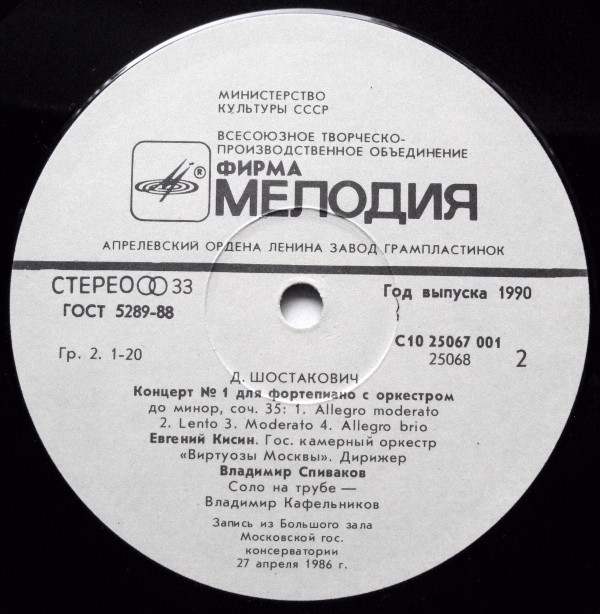 МИНИСТЕРСТВО
КУЛЬТУРЫ СССР
ВСЕСОЮЗНОЕ ТВОРЧЕСКО-
ПРОИЗВОДСТВЕННОЕ ОБЪЕДИНЕНИЕ
®
ФИРМА
МЕЛОДИЯ
АПРЕЛЕВСКИЙ ОРДЕНА ЛЕНИНА ЗАВОД ГРАМПЛАСТИНОК
СТЕРЕО 33
Год выпуска 1990
ГОСТ 5289-88
С10 25067 001
Гр. 2. 1-20
25068 2
Д. ШОСТАКОВИЧ
Концерт № 1 для фортепиано с оркестром
до минор, соч. 35: 1. Allegro moderato
2. Lento 3. Moderato 4. Allegro brio
Евгений Кисин. Гос. камерный оркестр
«Виртуозы Москвы». Дирижер
Владимир Спиваков
Соло на трубе —
Владимир Кафельников
Запись из Большого зала
Московской гос.
консерватории
27 апреля 1986 г.